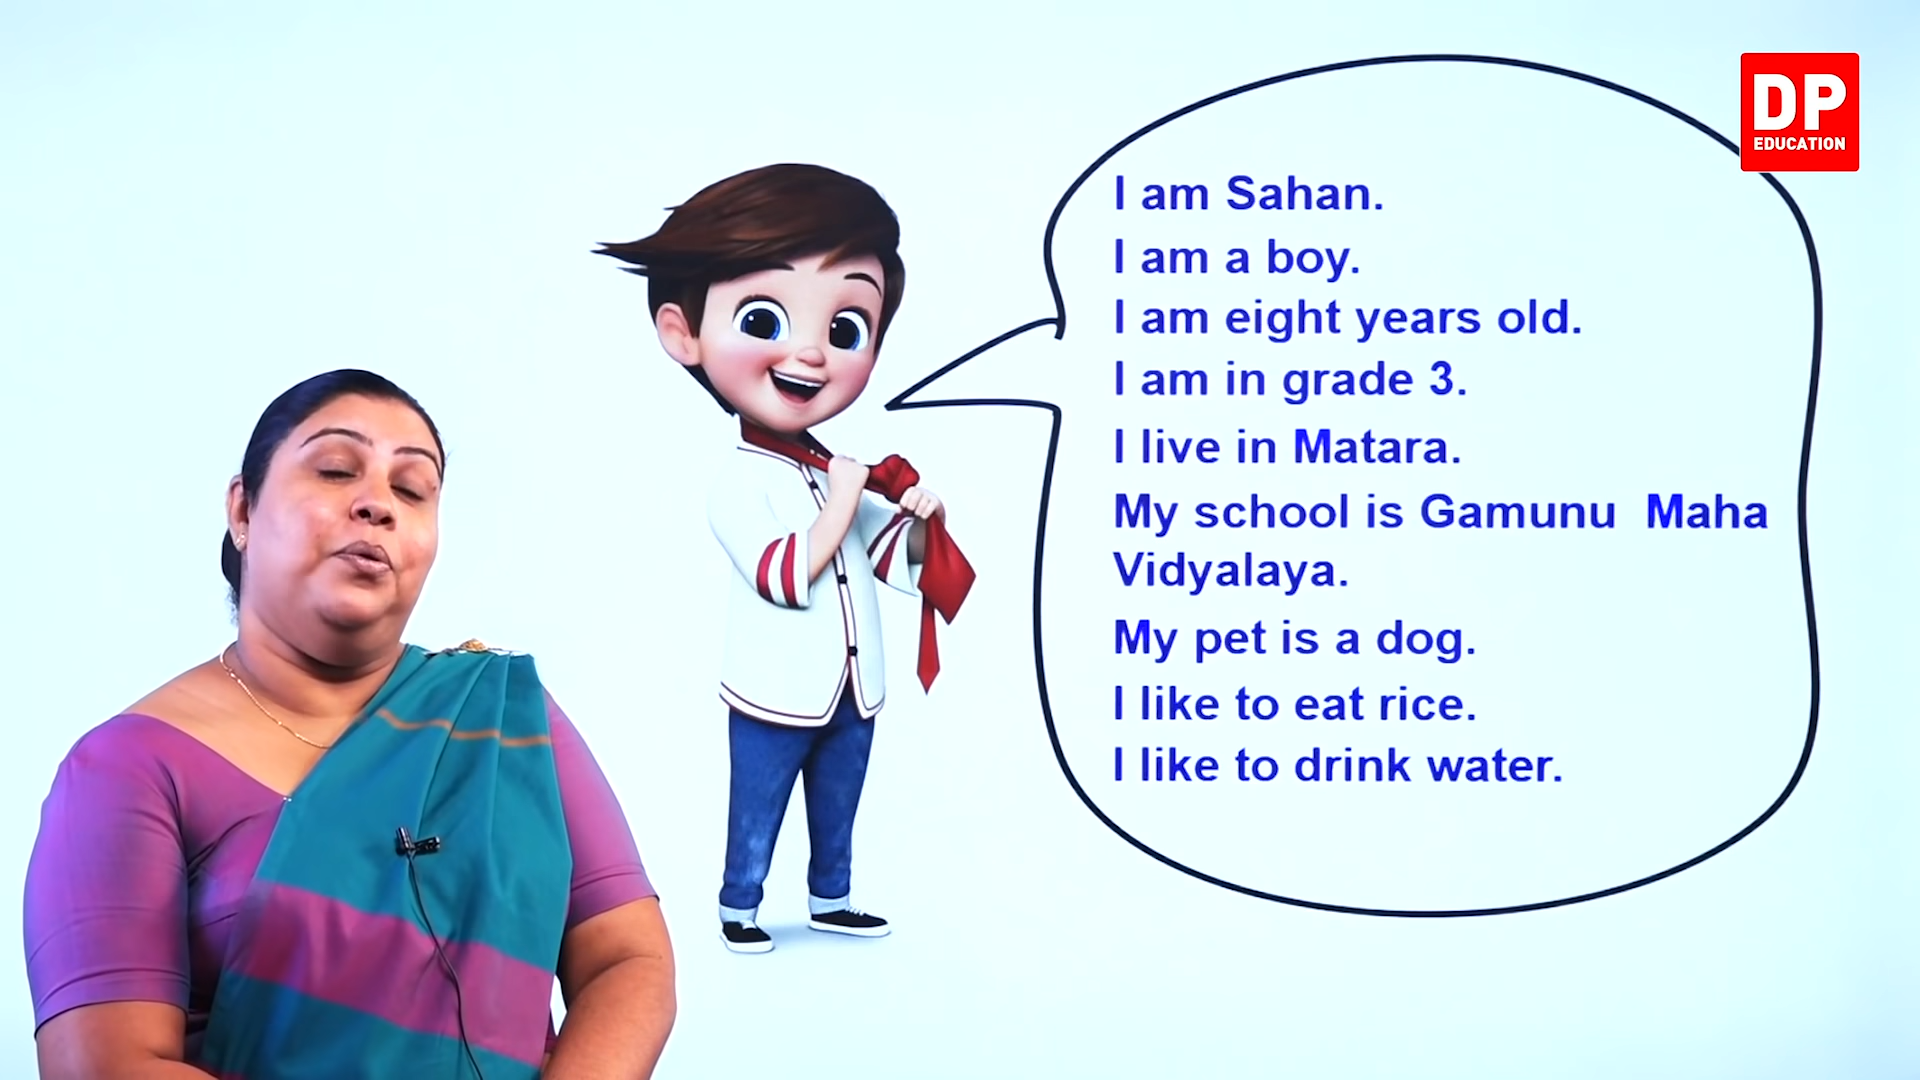 DP
EDUCATION
I am Sahan.
I am a boy.
I am eight years old.
I am in grade 3.
I live in Matara.
My school is Gamunu Maha
Vidyalaya.
My pet is a dog.
I like to eat rice.
I like to drink water.